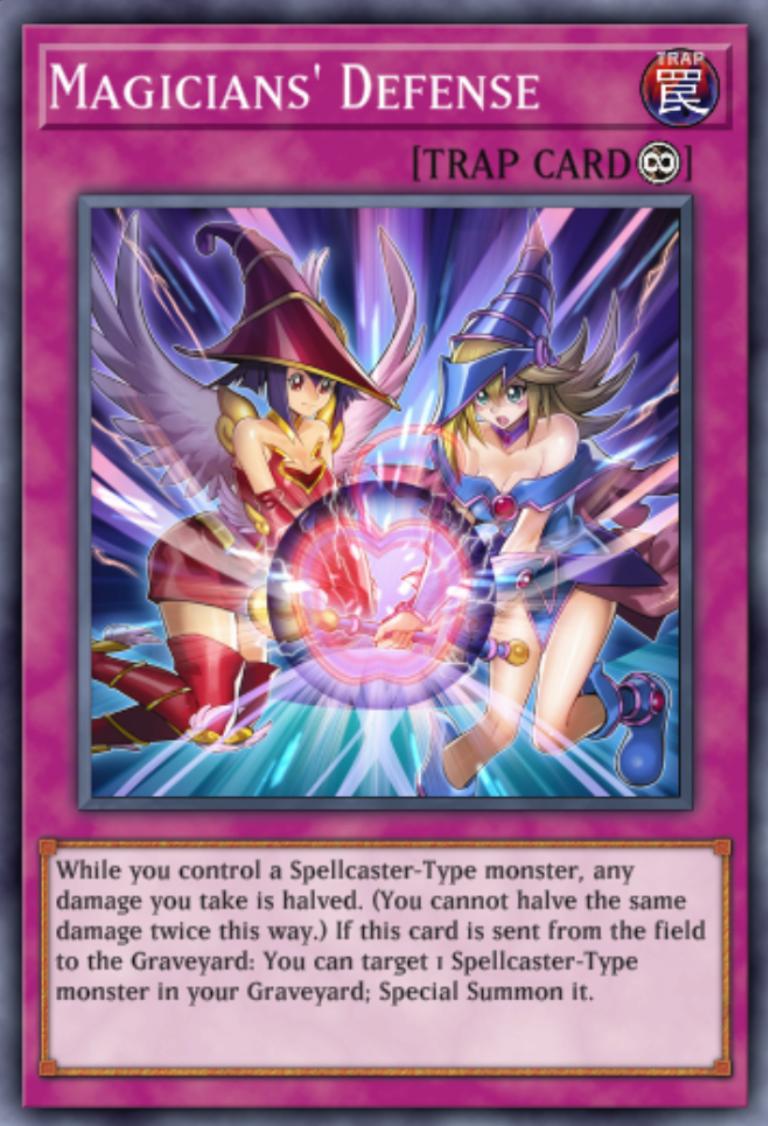 MAGICIANS' DEFENSE
TRAP
罠
[TRAP CARD]
While you control a Spellcaster-Type monster, any
damage you take is halved. (You cannot halve the same
damage twice this way.) If this card is sent from the field
to the Graveyard: You can target 1 Spellcaster-Type
monster in your Graveyard; Special Summon it.